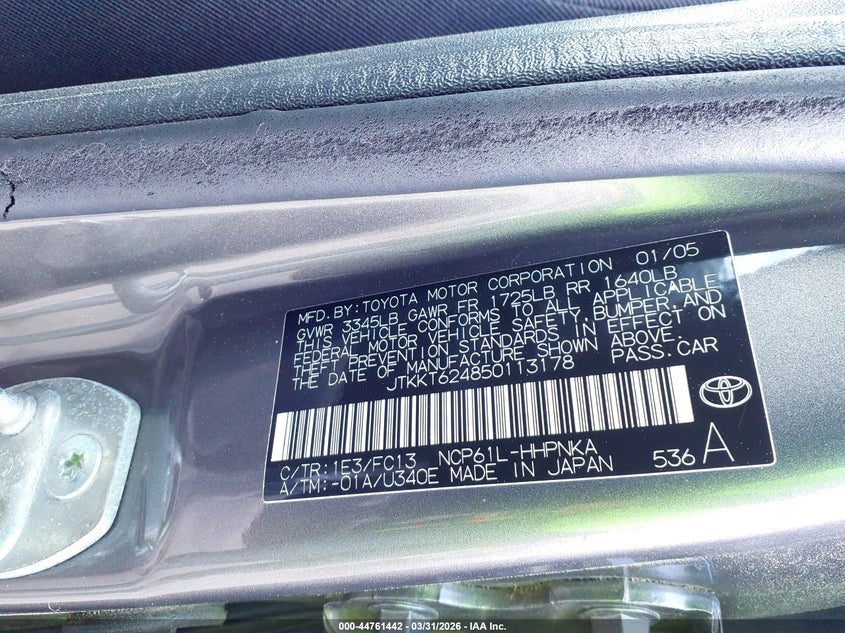 MFD. BY: TOYOTA MOTOR CORPORATION 01/05
GVWR 3345LB GAWR FR 1725LB RR 1640LB
THIS VEHICLE CONFORMS TO ALL APPLICABLE
FEDERAL MOTOR VEHICLE SAFETY, BUMPER, AND
THEFT PREVENTION STANDARDS IN EFFECT ON
THE DATE OF MANUFACTURE SHOWN ABOVE.
JTKKT624850113178 PASS. CAR
C/TR: 1E3/FC13 NCP61L-HHPNKA
A/TM: -01A/U340E MADE IN JAPAN 536 A
000-44761442 | 03/31/2026 - IAA Inc.